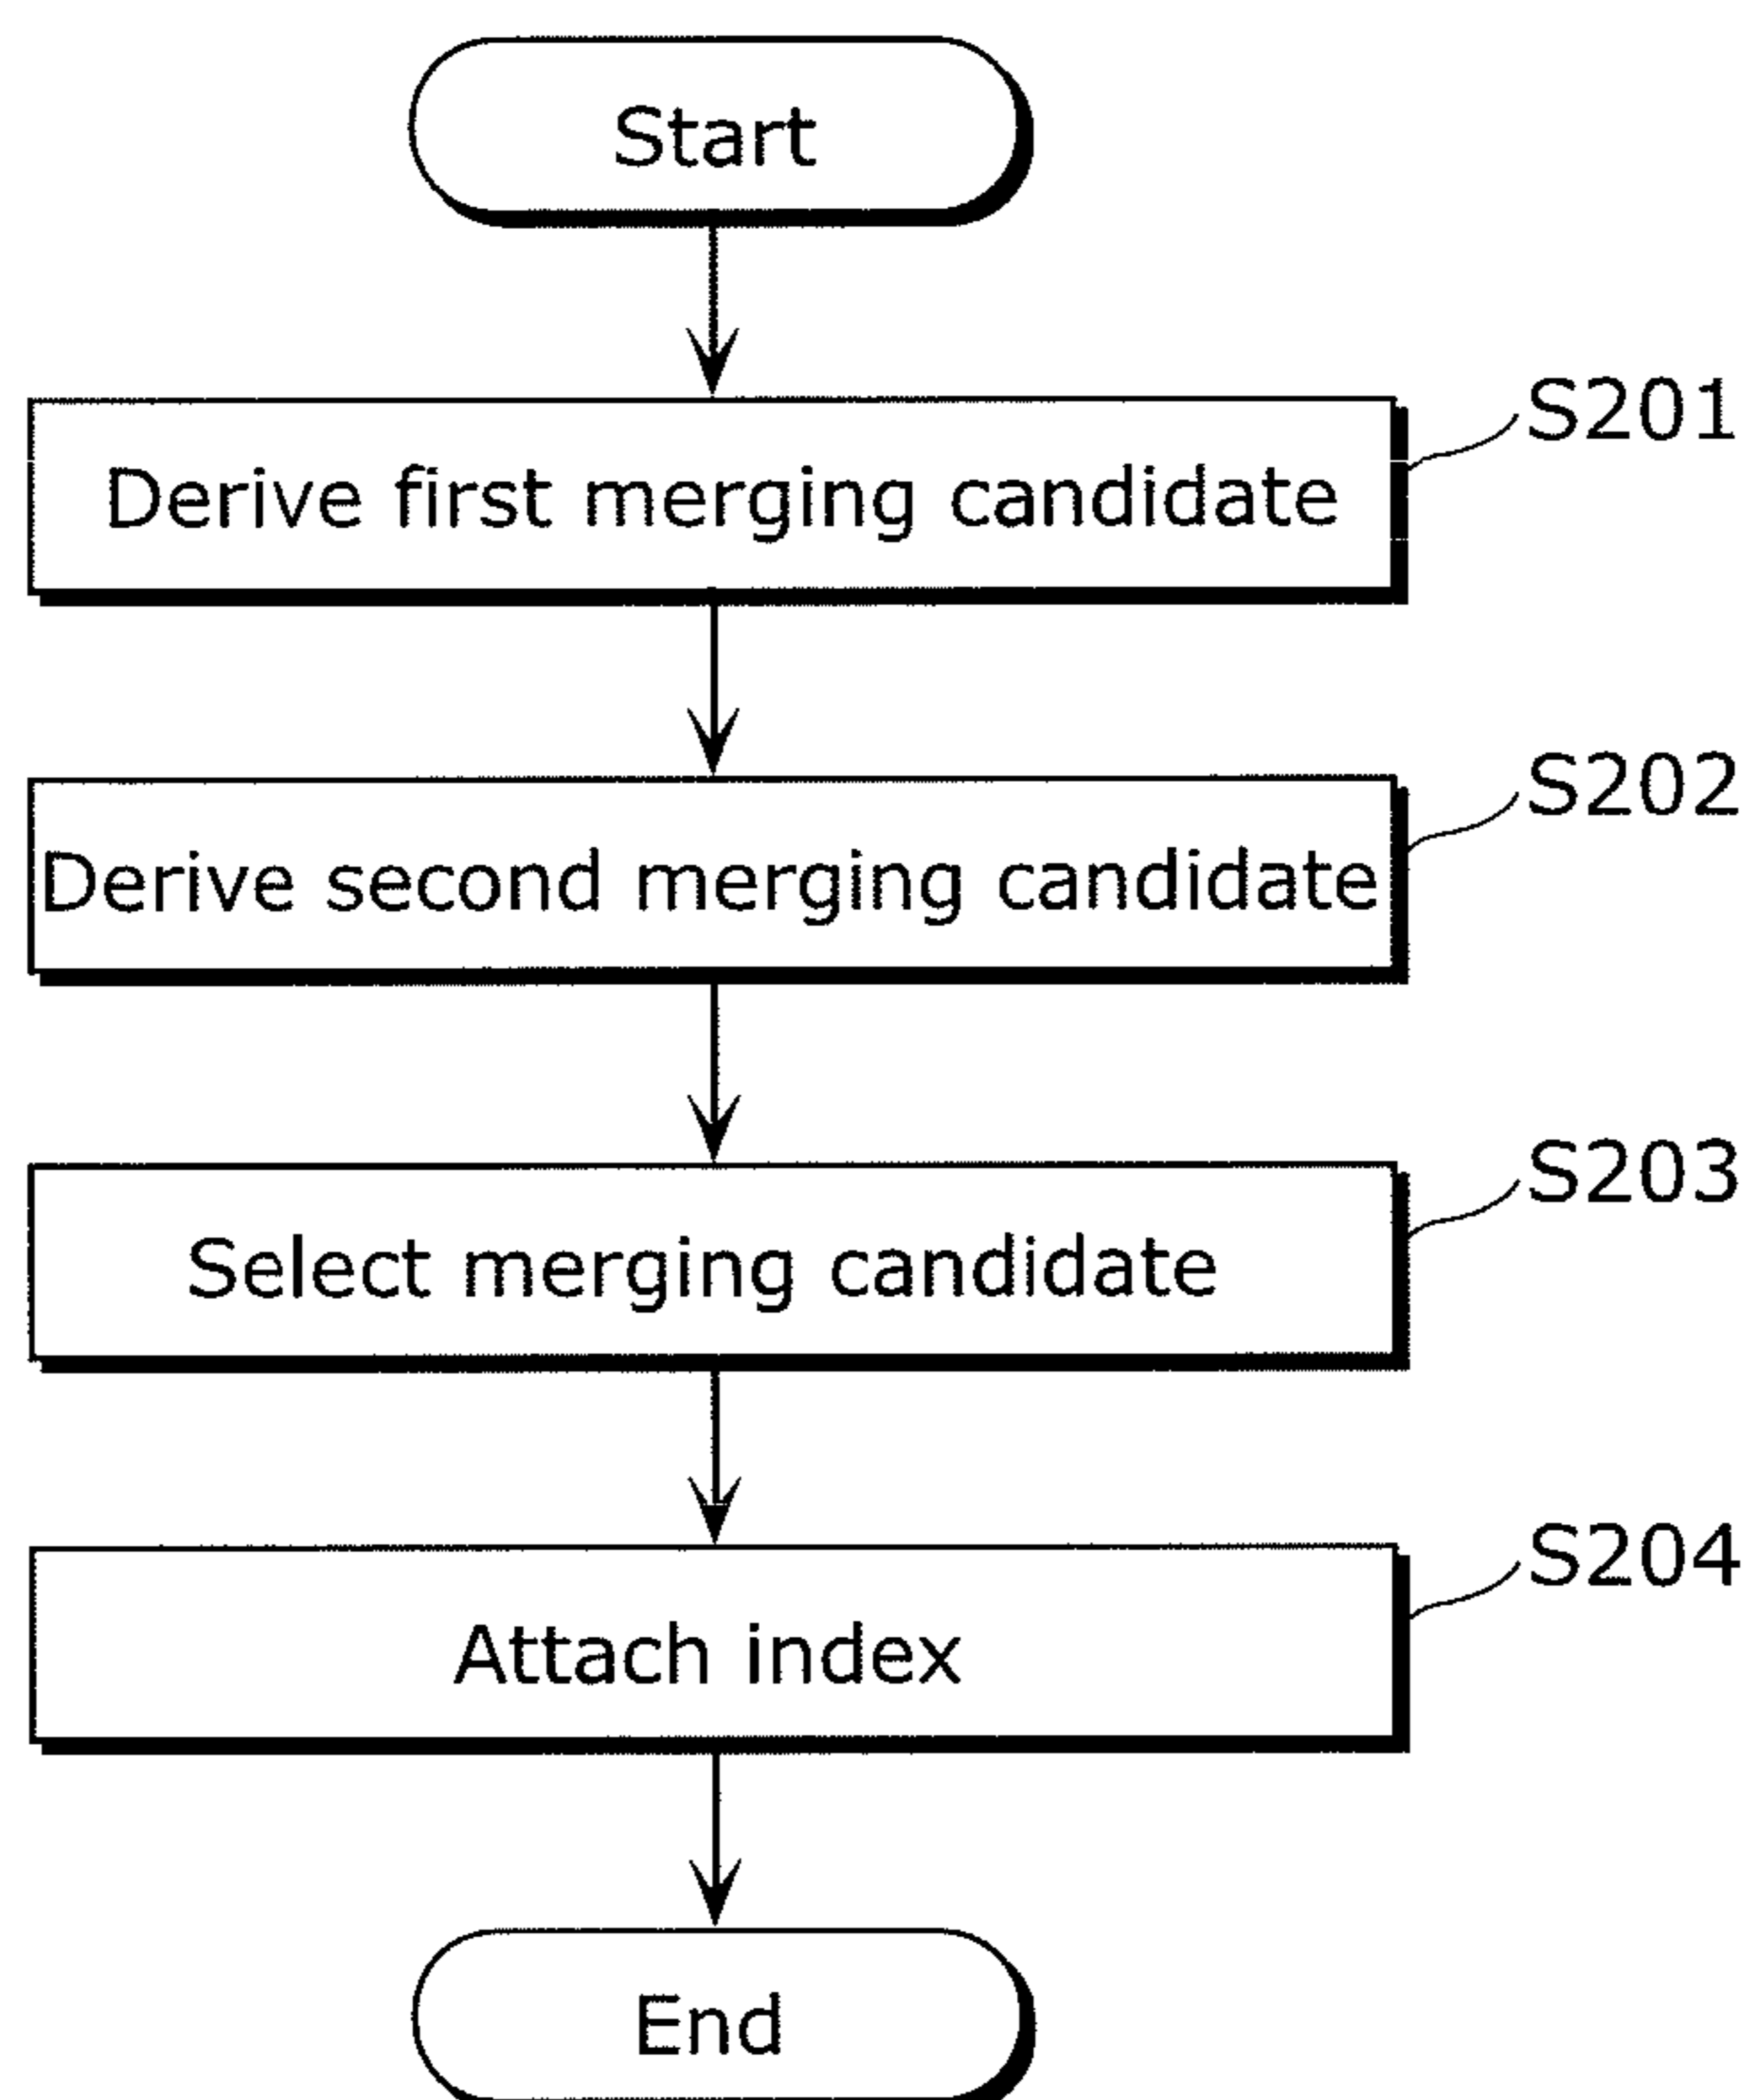 Start
S201
Derive first merging candidate
S202
Derive second merging candidate
S203
Select merging candidate
S204
Attach index
End